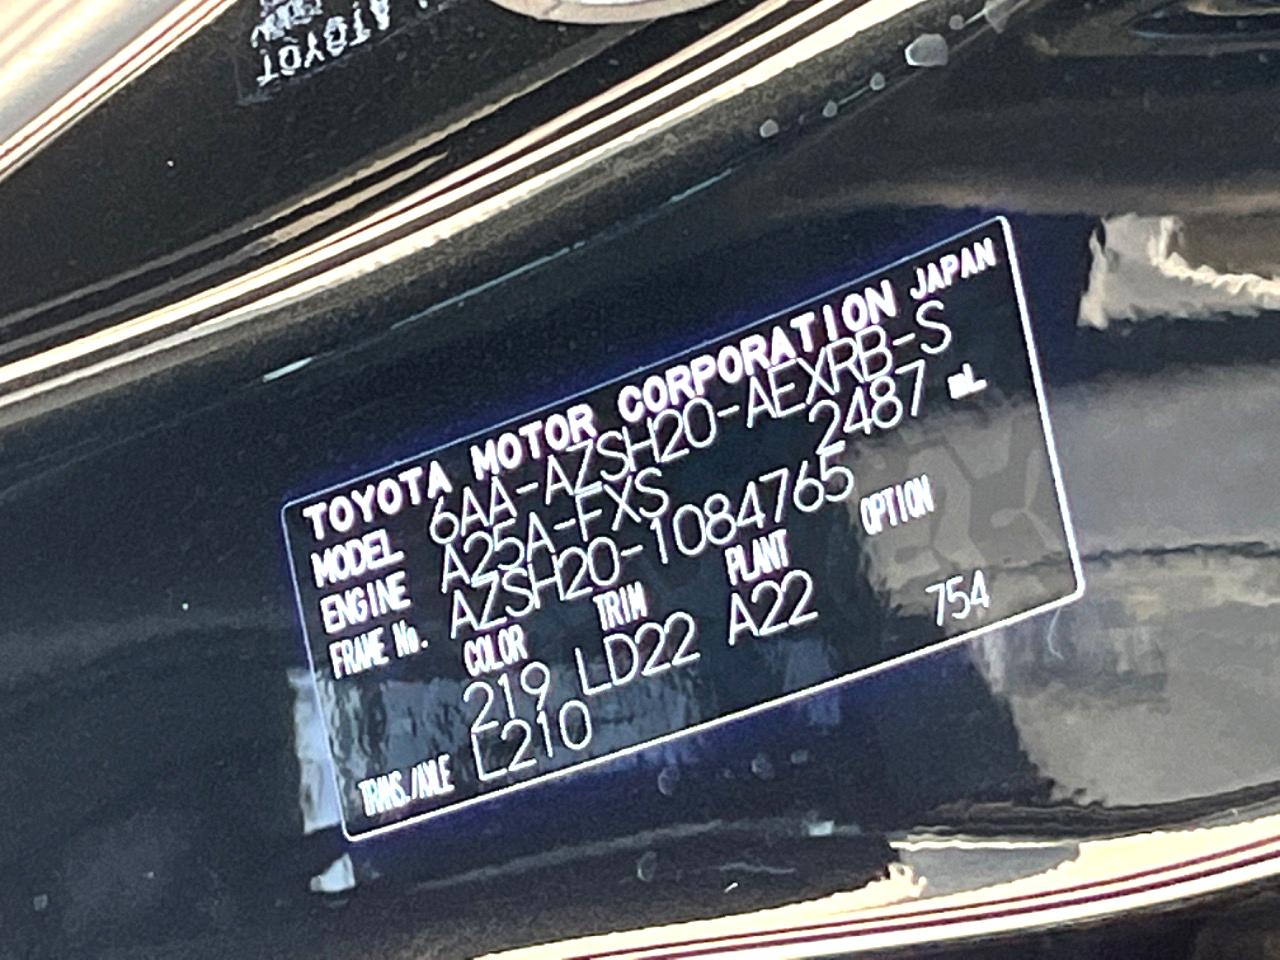 TOYOTA
TOYOTA MOTOR CORPORATION JAPAN
MODEL 6AA-AZSH20-AEXRB-S
ENGINE A25A-FXS 2487 mL
FRAME No. AZSH20-1084765
COLOR TRIM PLANT OPTION
219 LD22 A22 754
TRANS./AXLE L210